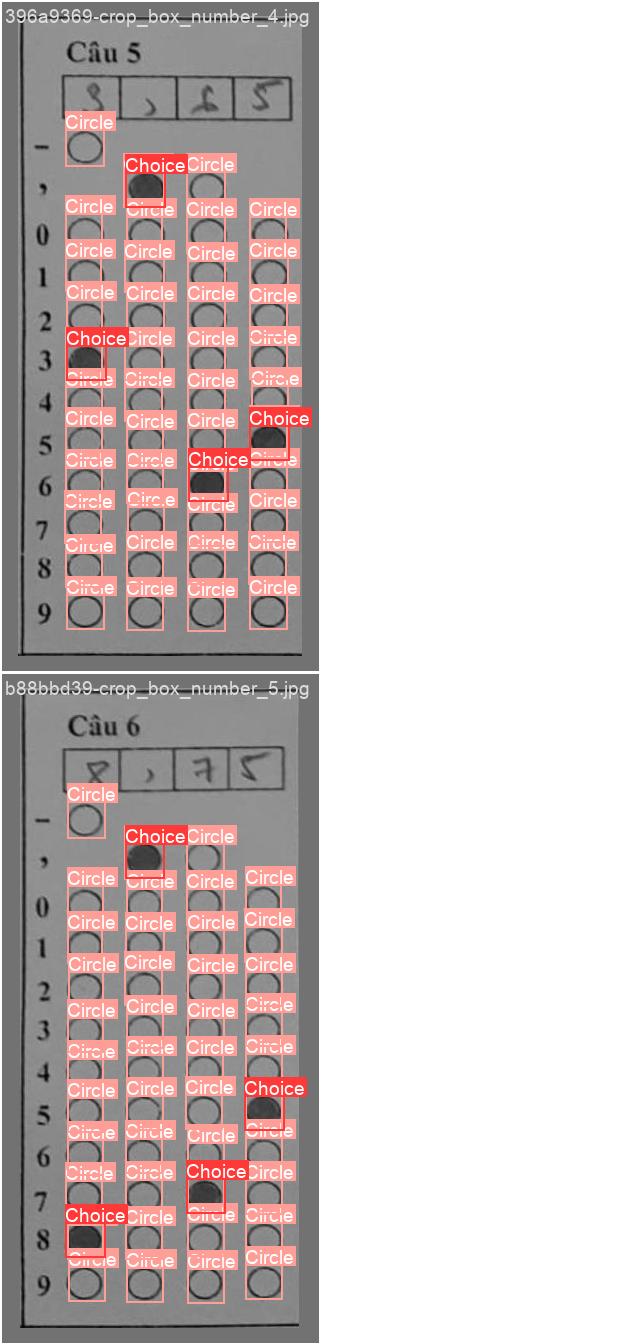 396a9369-crop_box_number_4.jpg
Câu 5
3 , 6 5
Circle
-
Choice Circle
,
Circle Circle Circle Circle
0
Circle Circle Circle Circle
1
Circle Circle Circle Circle
2
Choice Circle Circle Circle
3
Circle Circle Circle Circle
4
Circle Circle Circle Choice
5
Circle Circle Choice Circle
6
Circle Circle Circle Circle
7
Circle Circle Circle Circle
8
Circle Circle Circle Circle
9
b88bbd39-crop_box_number_5.jpg
Câu 6
8 , 7 5
Circle
-
Choice Circle
,
Circle Circle Circle Circle
0
Circle Circle Circle Circle
1
Circle Circle Circle Circle
2
Circle Circle Circle Circle
3
Circle Circle Circle Circle
4
Circle Circle Circle Choice
5
Circle Circle Circle Circle
6
Circle Circle Choice Circle
7
Choice Circle Circle Circle
8
Circle Circle Circle Circle
9